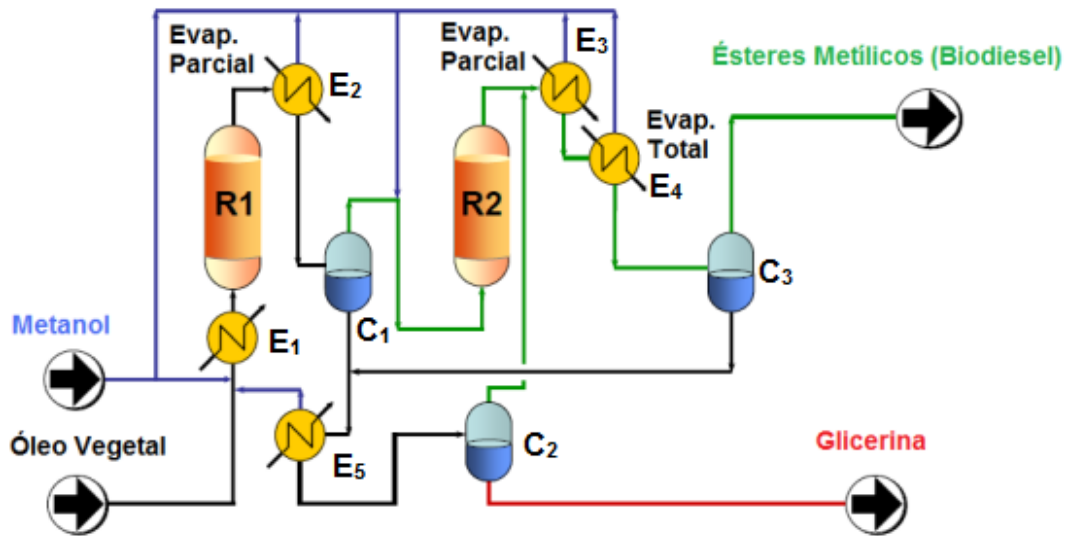 Evap.
Parcial
E2
Evap.
Parcial
E3
Ésteres Metílicos (Biodiesel)
Evap.
Total
E4
R1
R2
C1
C3
Metanol
E1
Óleo Vegetal
E5
C2
Glicerina